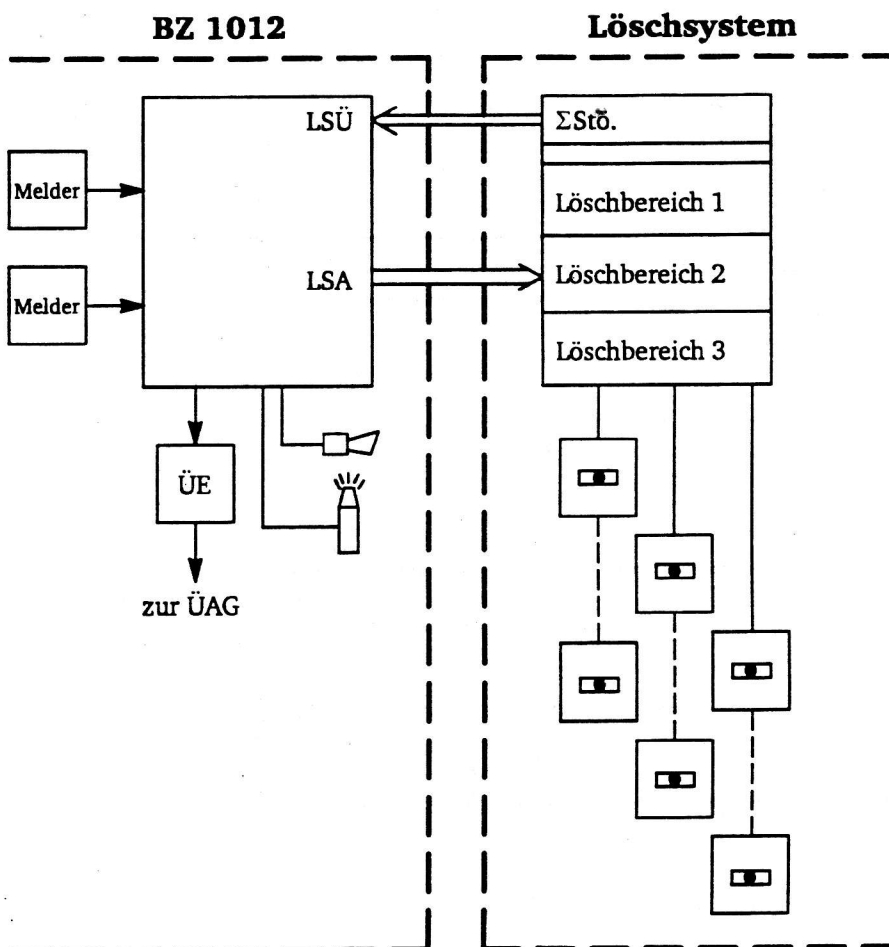 BZ 1012
Löschsystem
LSÜ
ΣStö.
Melder
Löschbereich 1
Melder
LSA
Löschbereich 2
Löschbereich 3
ÜE
zur ÜAG